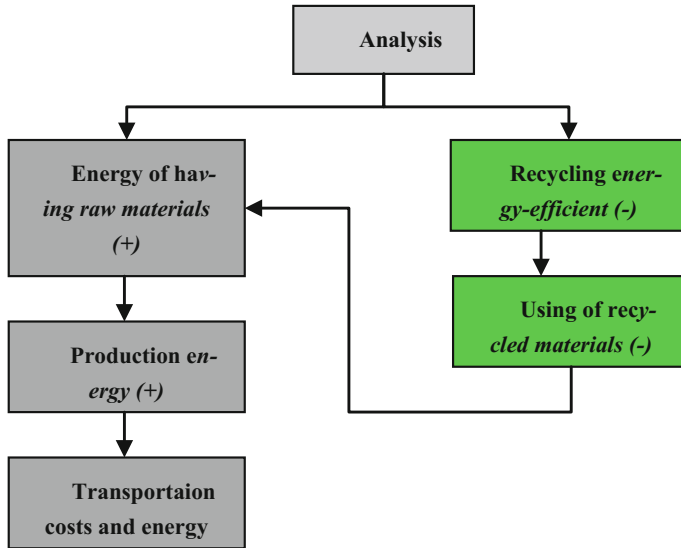 Analysis
Energy of hav-
ing raw materials
(+)
Production en-
ergy (+)
Transportaion
costs and energy
Recycling ener-
gy-efficient (-)
Using of recy-
cled materials (-)